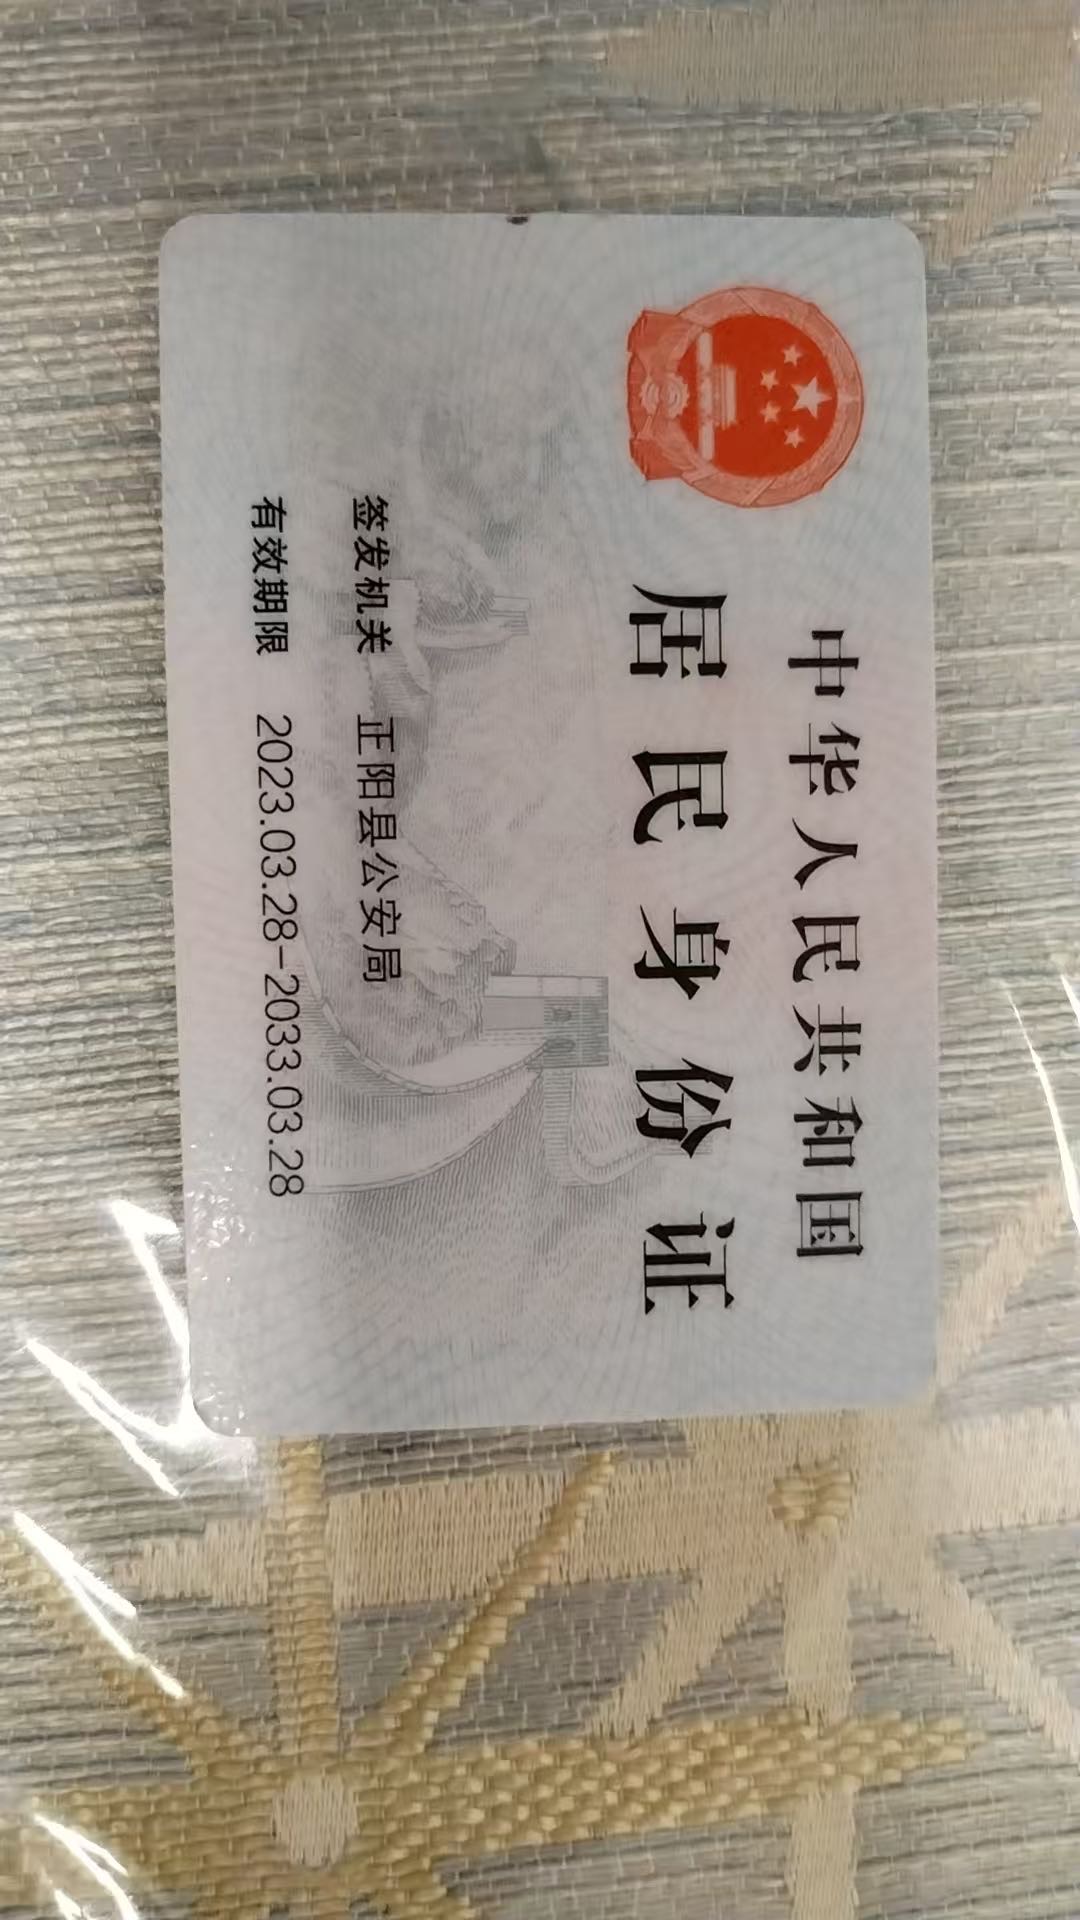 中华人民共和国
居民身份证
签发机关 正阳县公安局
有效期限 2023.03.28-2033.03.28